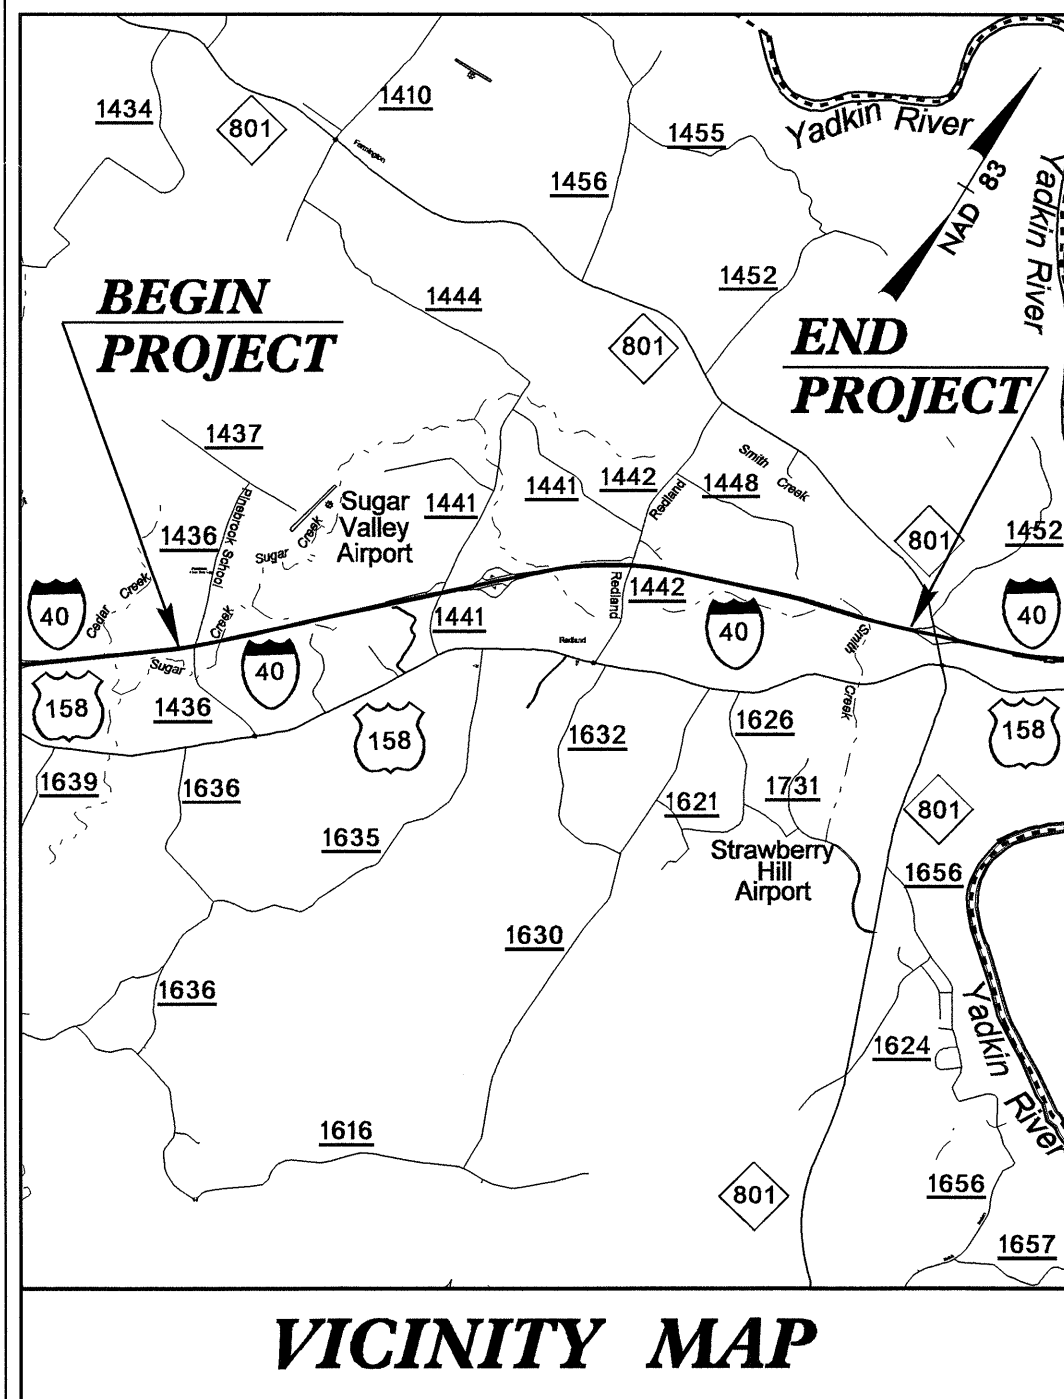 1434
801
1410
Farmington
1455
Yadkin River
1456
NAD 83
Yadkin River
1452
BEGIN
PROJECT
1444
801
END
PROJECT
1437
Smith
Creek
1441
1441
1442
1448
Redland
Sugar
Valley
Airport
Pinebrook School
1436
Sugar Creek
801
1452
40
Cedar Creek
Creek
Redland
1442
1441
40
40
Sugar
40
Redland
Smith
Creek
158
1436
158
1632
1626
158
1639
1636
1621
1731
801
1635
Strawberry
Hill
Airport
1656
1630
1636
Yadkin River
1624
1616
801
1656
1657
VICINITY MAP